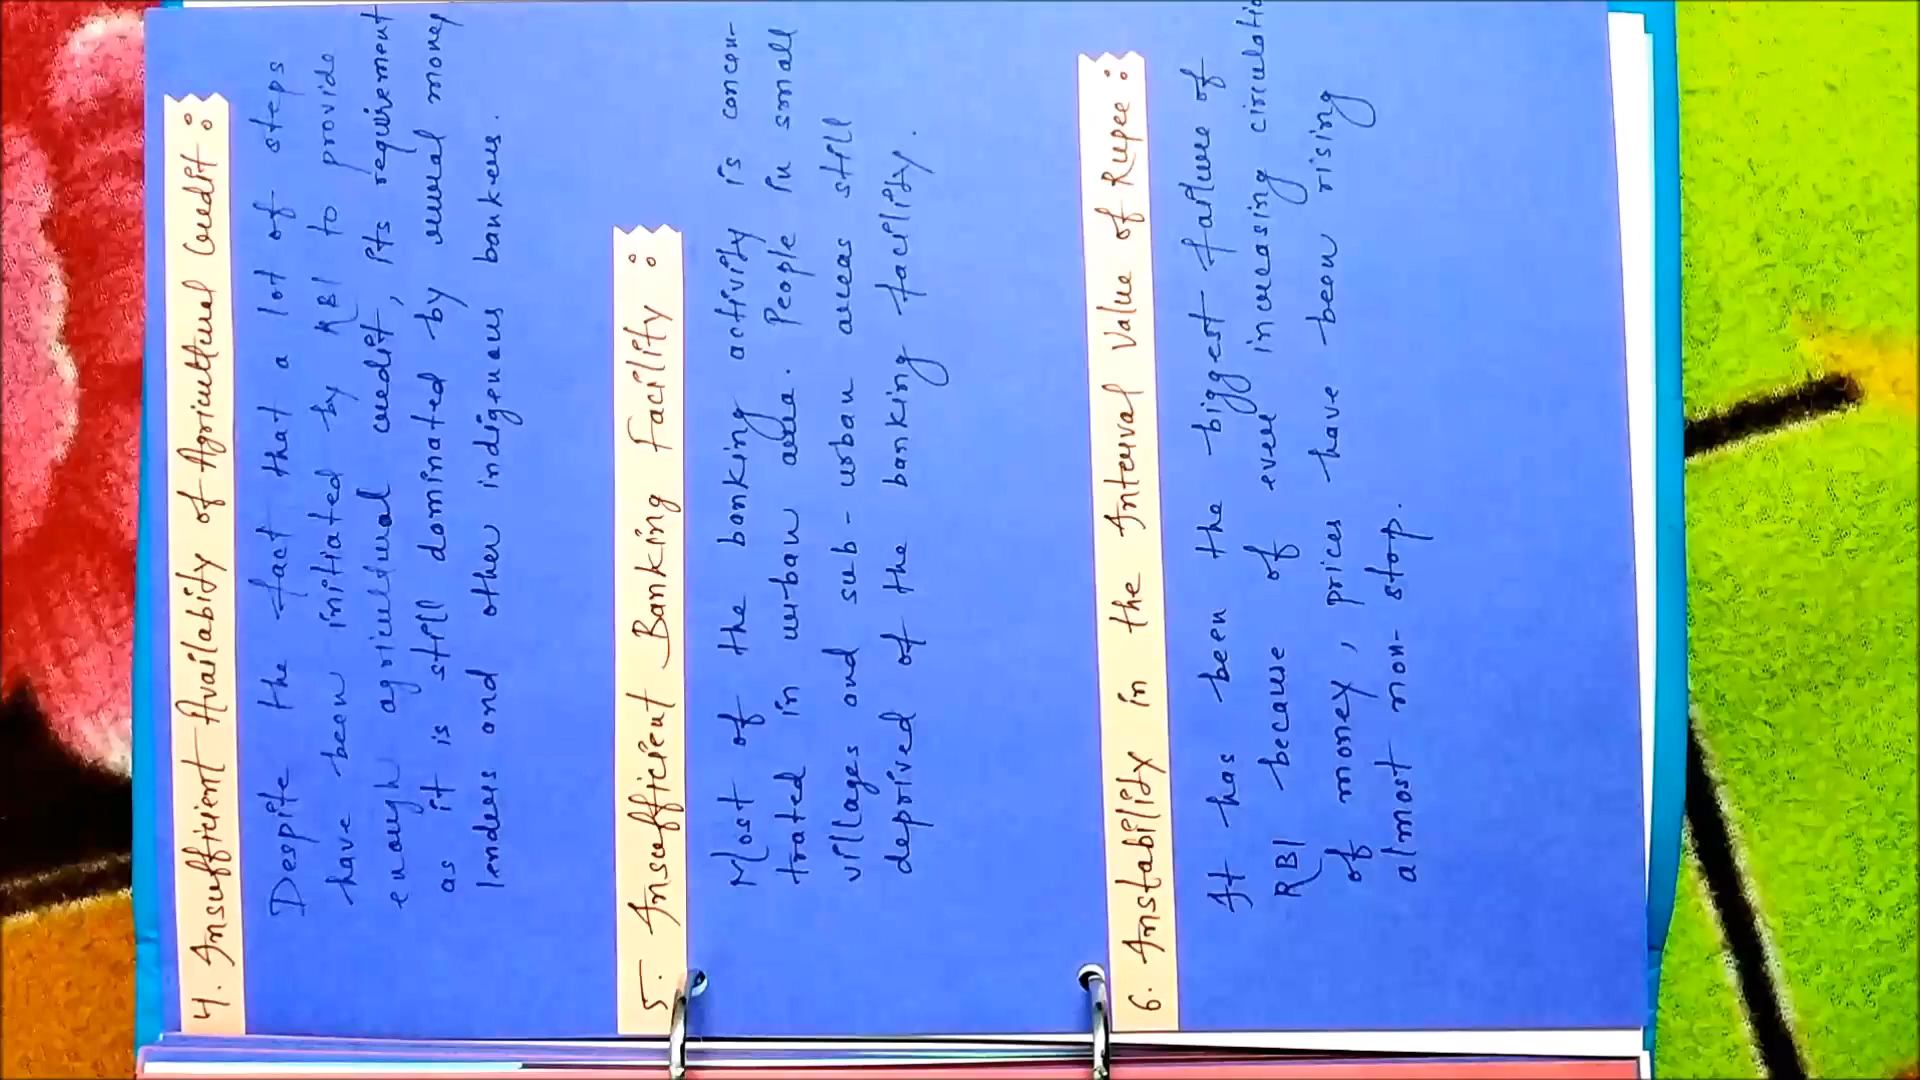 4. Insufficient Availabity of Agricultural Credit :
Despite the fact that a lot of steps
have been initiated by RBI to provide
enough agricultural credit, its requirement
as it is still dominated by rural money
lenders and other indigenous bankers.
5. Insufficient Banking Facility :
Most of the banking activity is concen-
trated in urban area. People in small
villages and sub-urban areas still
deprived of the banking facility.
6. Instability in the Interval Value of Rupee :
It has been the biggest failure of
RBI because of ever increasing circulatio
of money, prices have been rising
almost non-stop.